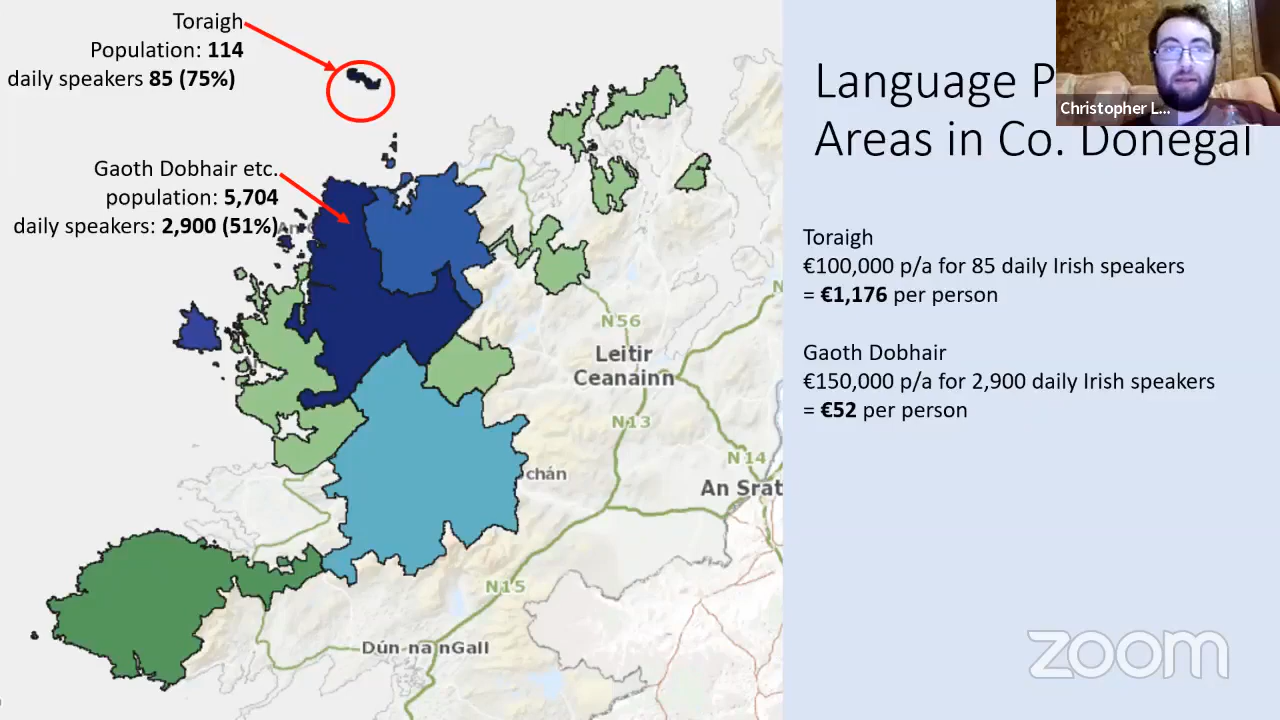 Toraigh
Population: 114
daily speakers 85 (75%)
Gaoth Dobhair etc.
population: 5,704
daily speakers: 2,900 (51%)
N56
Leitir
Ceanainn
N13
N14
chán
An Srat
N15
Dún na nGall
N
Language P
Areas in Co. Donegal
Christopher L...
Toraigh
€100,000 p/a for 85 daily Irish speakers
= €1,176 per person
Gaoth Dobhair
€150,000 p/a for 2,900 daily Irish speakers
= €52 per person
zoom